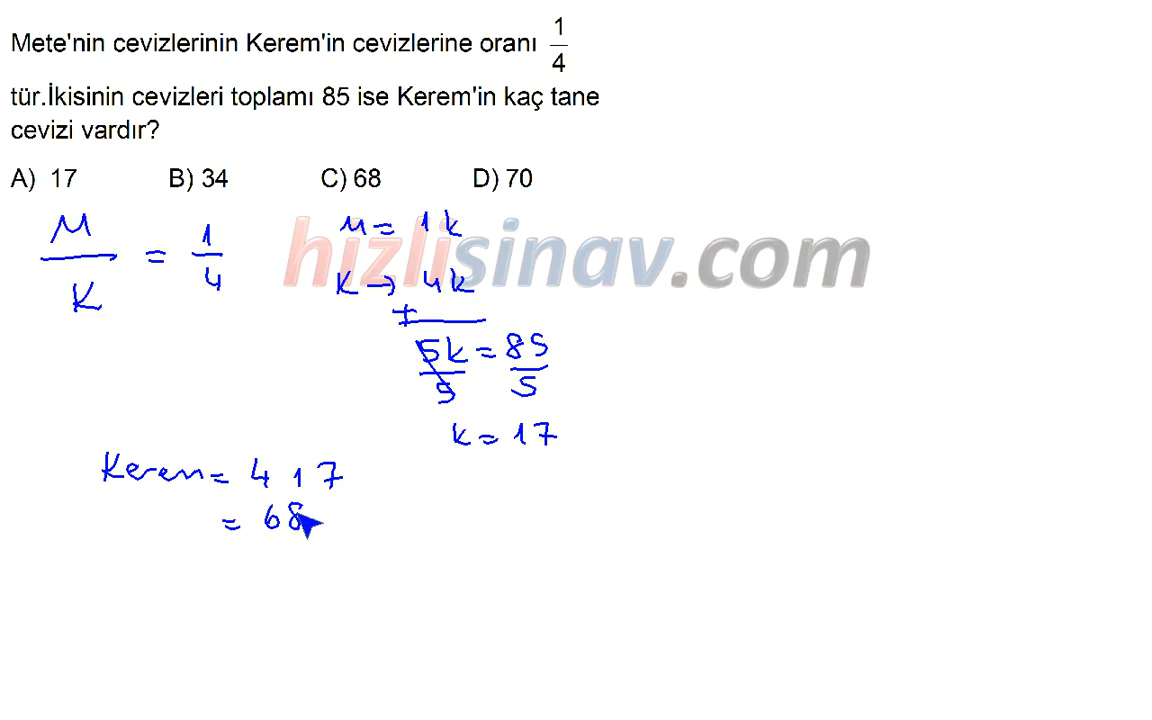 Mete'nin cevizlerinin Kerem'in cevizlerine oranı 1/4
tür.İkisinin cevizleri toplamı 85 ise Kerem'in kaç tane
cevizi vardır?
A) 17 B) 34 C) 68 D) 70
M/K = 1/4
M = 1k
K → 4k
+
5k/5 = 85/5
k = 17
Kerem = 4 17
= 68
hizlisinav.com